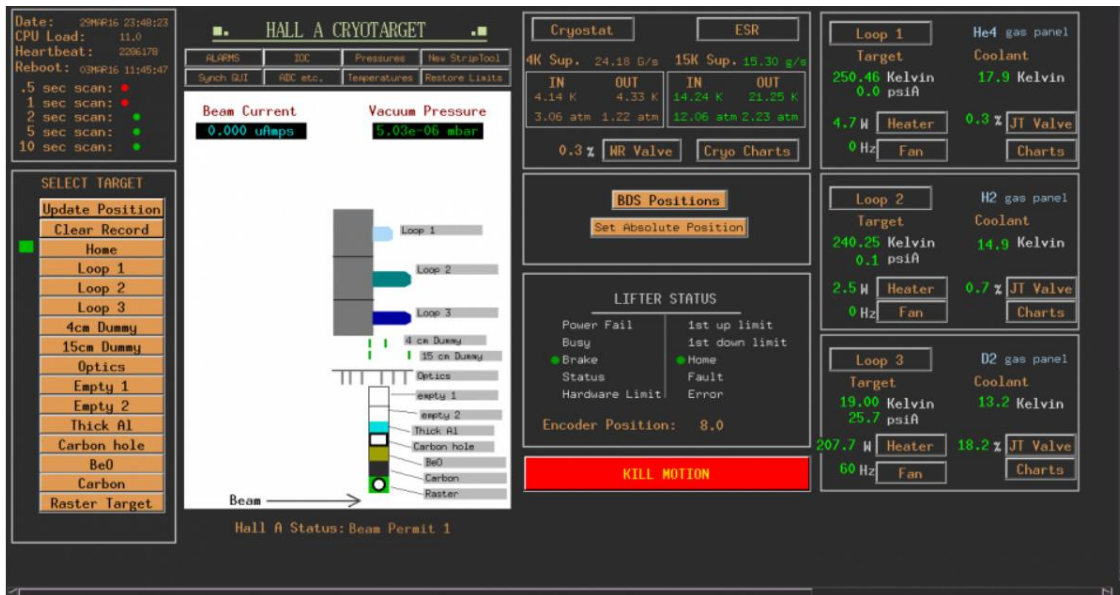 Date: 29MAR16 23:48:23
CPU Load: 11.0
Heartbeat: 2286178
Reboot: 03MAR16 11:45:47
.5 sec scan:
1 sec scan:
2 sec scan:
5 sec scan:
10 sec scan:
SELECT TARGET
Update Position
Clear Record
Home
Loop 1
Loop 2
Loop 3
4cm Dummy
15cm Dummy
Optics
Empty 1
Empty 2
Thick Al
Carbon hole
BeO
Carbon
Raster Target
HALL A CRYOTARGET
ALARMS IOC Pressures New StripTool
Synch GUI ADC etc. Temperatures Restore Limits
Beam Current Vacuum Pressure
0.000 uAmps 5.03e-06 mbar
Loop 1
Loop 2
Loop 3
4 cm Dummy
15 cm Dummy
Optics
empty 1
empty 2
Thick Al
Carbon hole
BeO
Carbon
Raster
Beam
Hall A Status: Beam Permit 1
Cryostat ESR
4K Sup. 24.18 G/s 15K Sup. 15.30 g/s
IN OUT IN OUT
4.14 K 4.33 K 14.24 K 21.25 K
3.06 atm 1.22 atm 12.06 atm 2.23 atm
0.3 % WR Valve Cryo Charts
BDS Positions
Set Absolute Position
LIFTER STATUS
Power Fail 1st up limit
Busy 1st down limit
Brake Home
Status Fault
Hardware Limit Error
Encoder Position: 8.0
KILL MOTION
Loop 1 He4 gas panel
Target Coolant
250.46 Kelvin 17.9 Kelvin
0.0 psiA
4.7 W Heater 0.3 % JT Valve
0 Hz Fan Charts
Loop 2 H2 gas panel
Target Coolant
240.25 Kelvin 14.9 Kelvin
0.1 psiA
2.5 W Heater 0.7 % JT Valve
0 Hz Fan Charts
Loop 3 D2 gas panel
Target Coolant
19.00 Kelvin 13.2 Kelvin
25.7 psiA
207.7 W Heater 18.2 % JT Valve
60 Hz Fan Charts